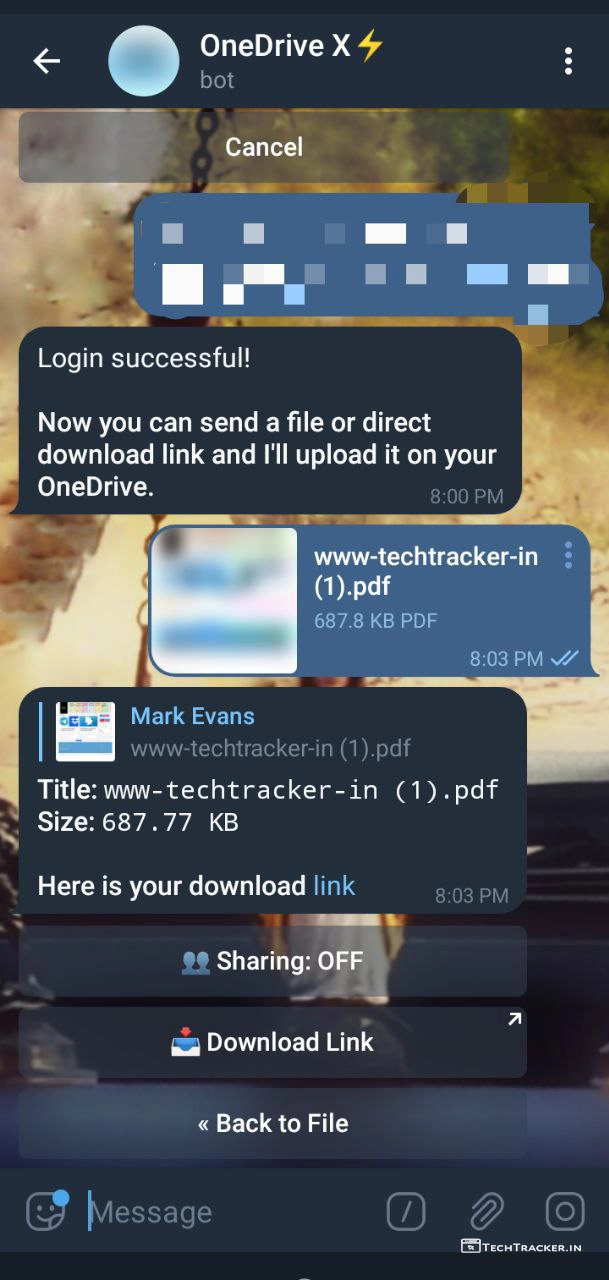 OneDrive X⚡
bot
Cancel
Login successful!
Now you can send a file or direct
download link and I'll upload it on your
OneDrive.
8:00 PM
www-techtracker-in
(1).pdf
687.8 KB PDF
8:03 PM
Mark Evans
www-techtracker-in (1).pdf
Title: www-techtracker-in (1).pdf
Size: 687.77 KB
Here is your download link
8:03 PM
👥 Sharing: OFF
📥 Download Link
« Back to File
Message
TECHTRACKER.IN